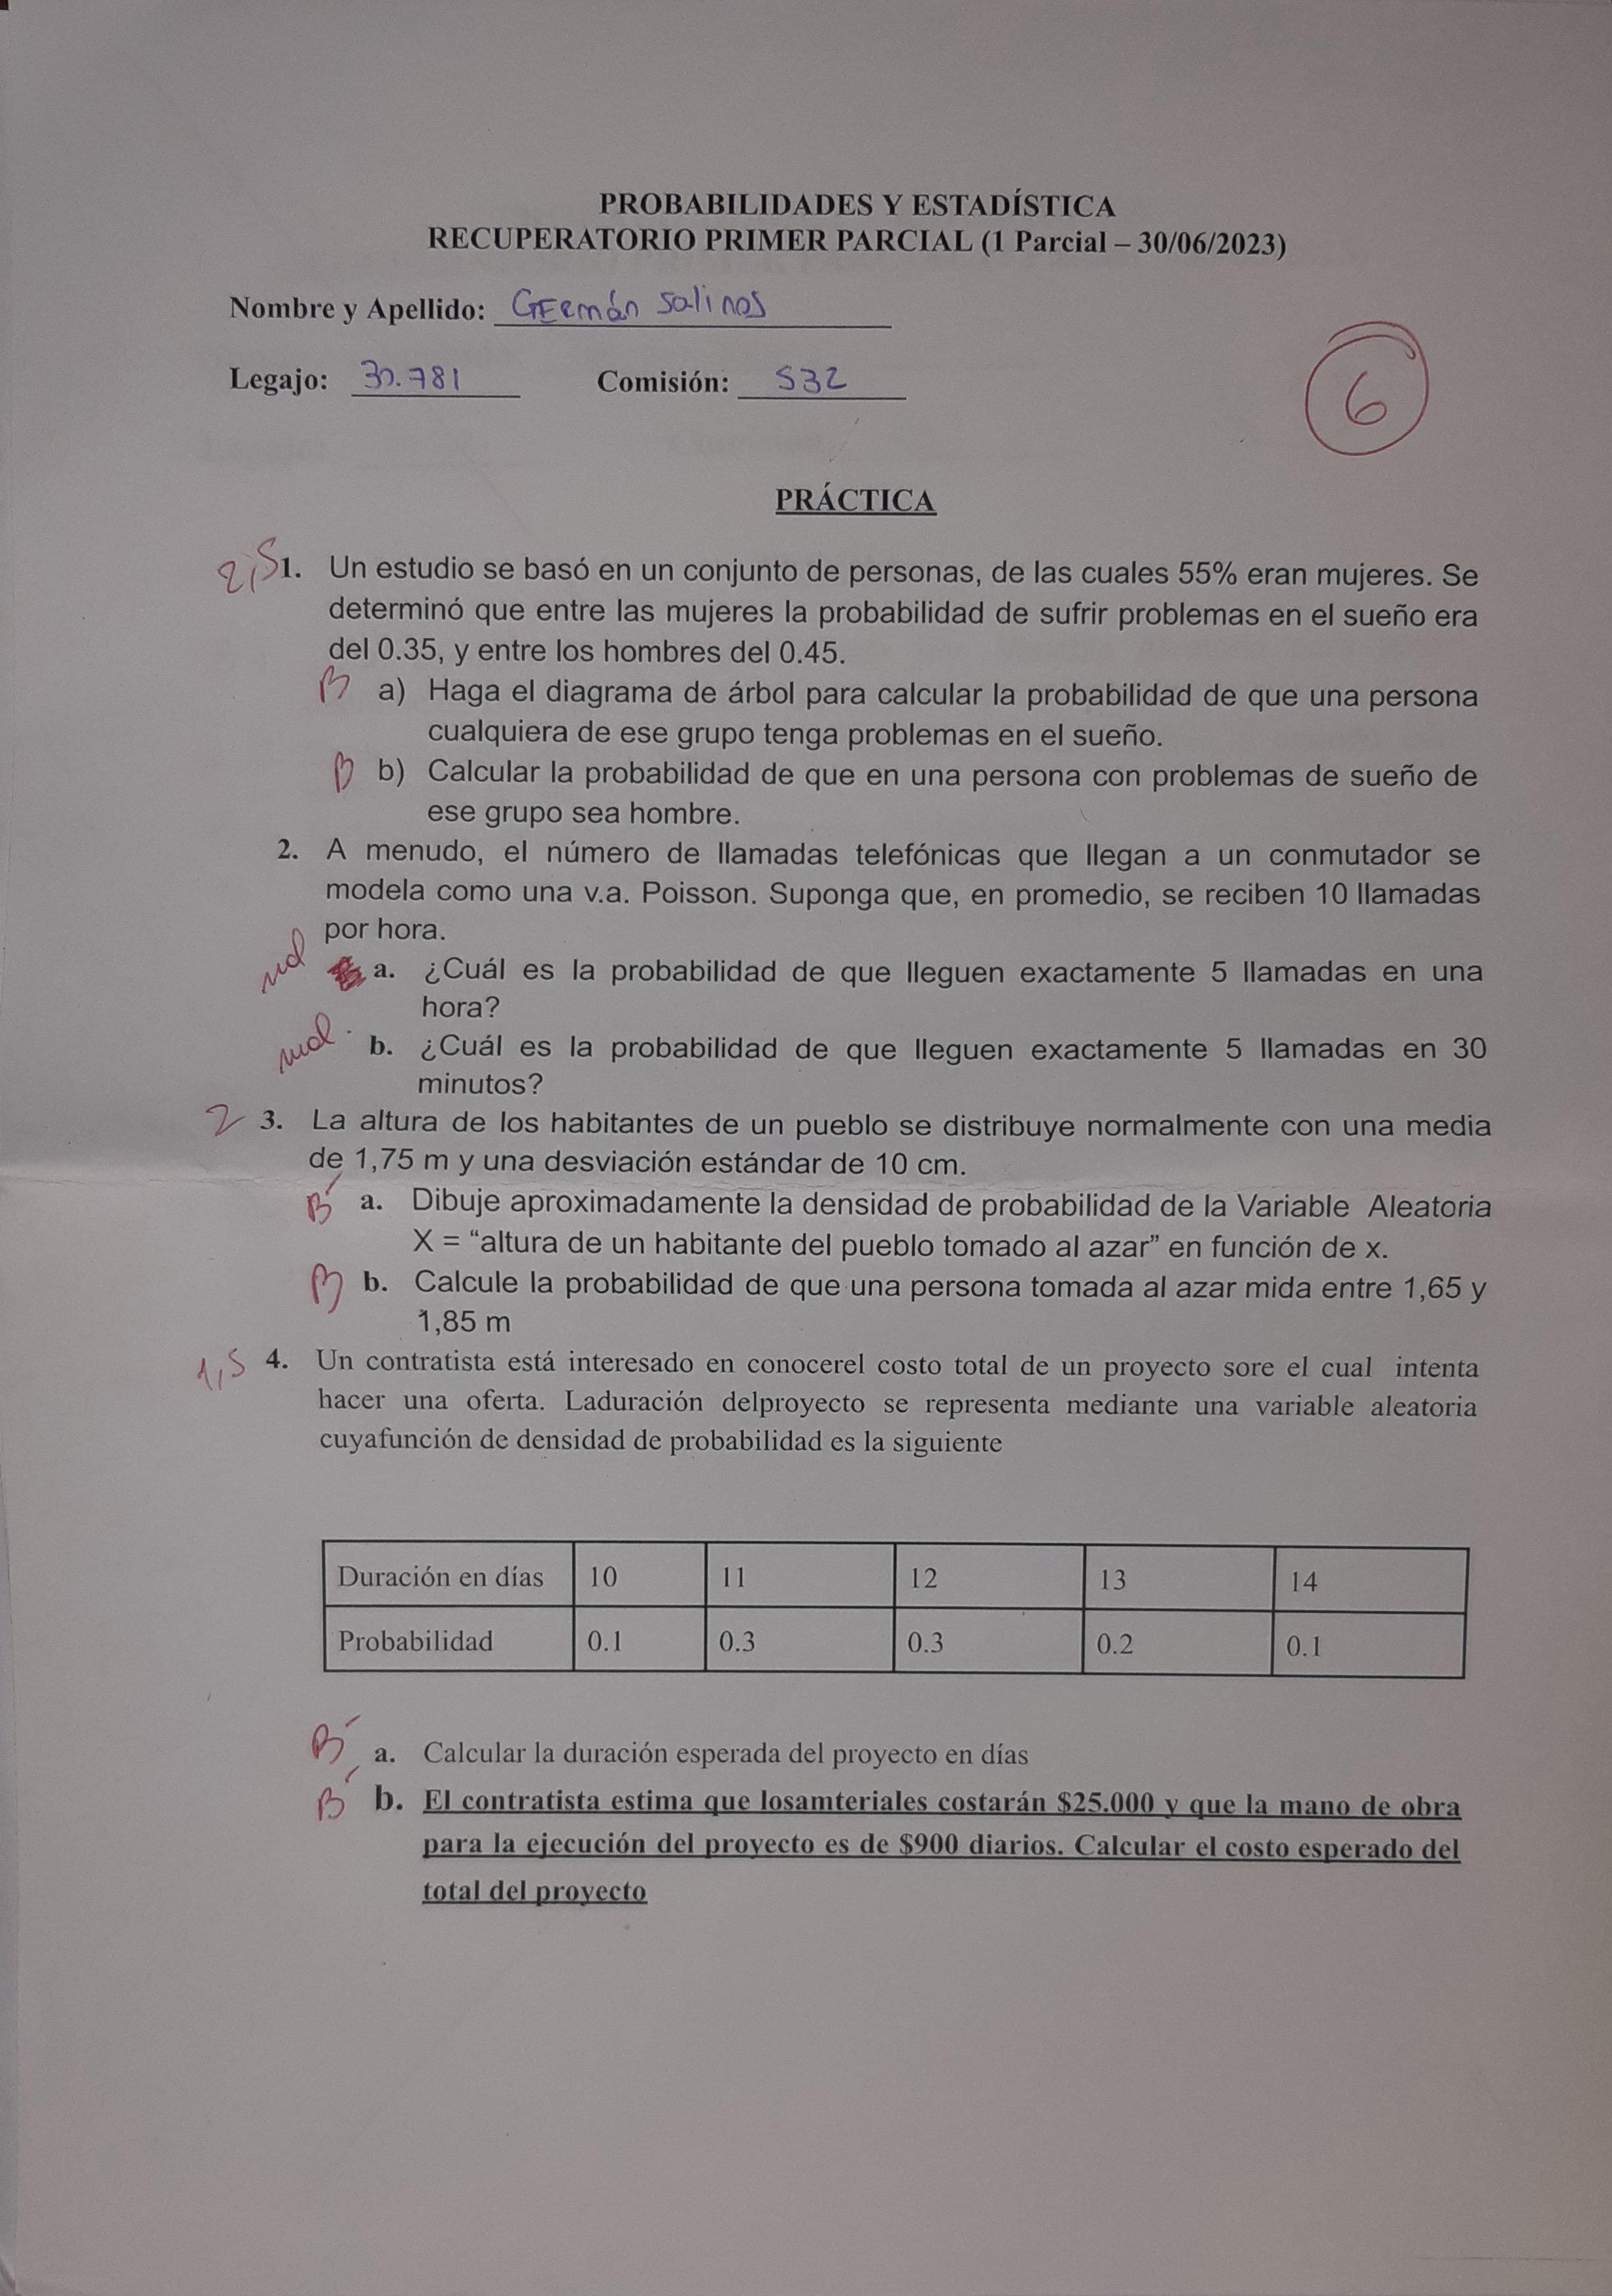 PROBABILIDADES Y ESTADÍSTICA
RECUPERATORIO PRIMER PARCIAL (1 Parcial – 30/06/2023)
Nombre y Apellido: GErmán Salinas
Legajo: 30.781 Comisión: S32
6
PRÁCTICA
2,5 1. Un estudio se basó en un conjunto de personas, de las cuales 55% eran mujeres. Se
determinó que entre las mujeres la probabilidad de sufrir problemas en el sueño era
del 0.35, y entre los hombres del 0.45.
B a) Haga el diagrama de árbol para calcular la probabilidad de que una persona
cualquiera de ese grupo tenga problemas en el sueño.
B b) Calcular la probabilidad de que en una persona con problemas de sueño de
ese grupo sea hombre.
2. A menudo, el número de llamadas telefónicas que llegan a un conmutador se
modela como una v.a. Poisson. Suponga que, en promedio, se reciben 10 llamadas
por hora.
mal a. ¿Cuál es la probabilidad de que lleguen exactamente 5 llamadas en una
hora?
mal b. ¿Cuál es la probabilidad de que lleguen exactamente 5 llamadas en 30
minutos?
2 3. La altura de los habitantes de un pueblo se distribuye normalmente con una media
de 1,75 m y una desviación estándar de 10 cm.
B a. Dibuje aproximadamente la densidad de probabilidad de la Variable Aleatoria
X = “altura de un habitante del pueblo tomado al azar” en función de x.
B b. Calcule la probabilidad de que una persona tomada al azar mida entre 1,65 y
1,85 m
1,5 4. Un contratista está interesado en conocerel costo total de un proyecto sore el cual intenta
hacer una oferta. Laduración delproyecto se representa mediante una variable aleatoria
cuyafunción de densidad de probabilidad es la siguiente
Duración en días 10 11 12 13 14
Probabilidad 0.1 0.3 0.3 0.2 0.1
B a. Calcular la duración esperada del proyecto en días
B b. El contratista estima que losamteriales costarán $25.000 y que la mano de obra
para la ejecución del proyecto es de $900 diarios. Calcular el costo esperado del
total del proyecto